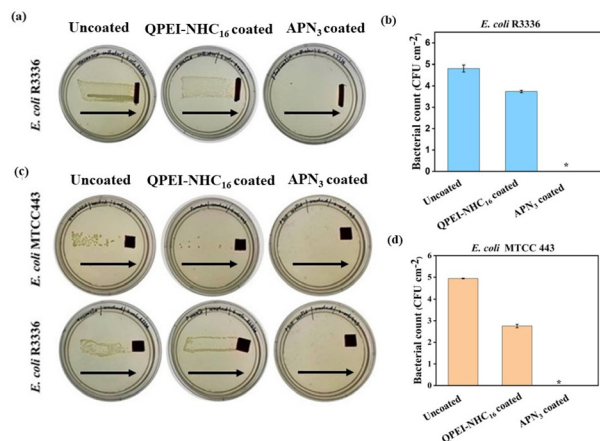 (a)
Uncoated QPEI-NHC₁₆ coated APN₃ coated
E. coli R3336
(b)
E. coli R3336
Bacterial count (CFU cm⁻²)
6
5
4
3
2
1
0
*
Uncoated
QPEI-NHC₁₆ coated
APN₃ coated
(c)
Uncoated QPEI-NHC₁₆ coated APN₃ coated
E. coli MTCC443
E. coli R3336
(d)
E. coli MTCC 443
Bacterial count (CFU cm⁻²)
6
5
4
3
2
1
0
*
Uncoated
QPEI-NHC₁₆ coated
APN₃ coated